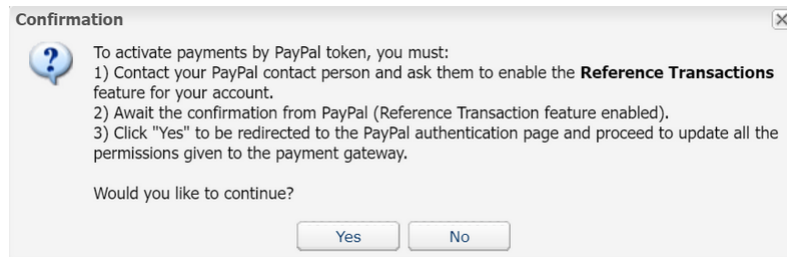 Confirmation
To activate payments by PayPal token, you must:
1) Contact your PayPal contact person and ask them to enable the Reference Transactions
feature for your account.
2) Await the confirmation from PayPal (Reference Transaction feature enabled).
3) Click "Yes" to be redirected to the PayPal authentication page and proceed to update all the
permissions given to the payment gateway.
Would you like to continue?
Yes No